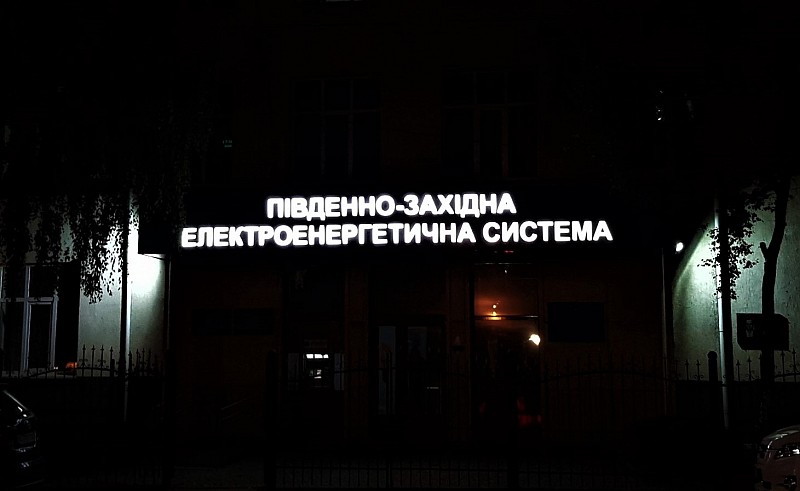 ПІВДЕННО-ЗАХІДНА
ЕЛЕКТРОЕНЕРГЕТИЧНА СИСТЕМА